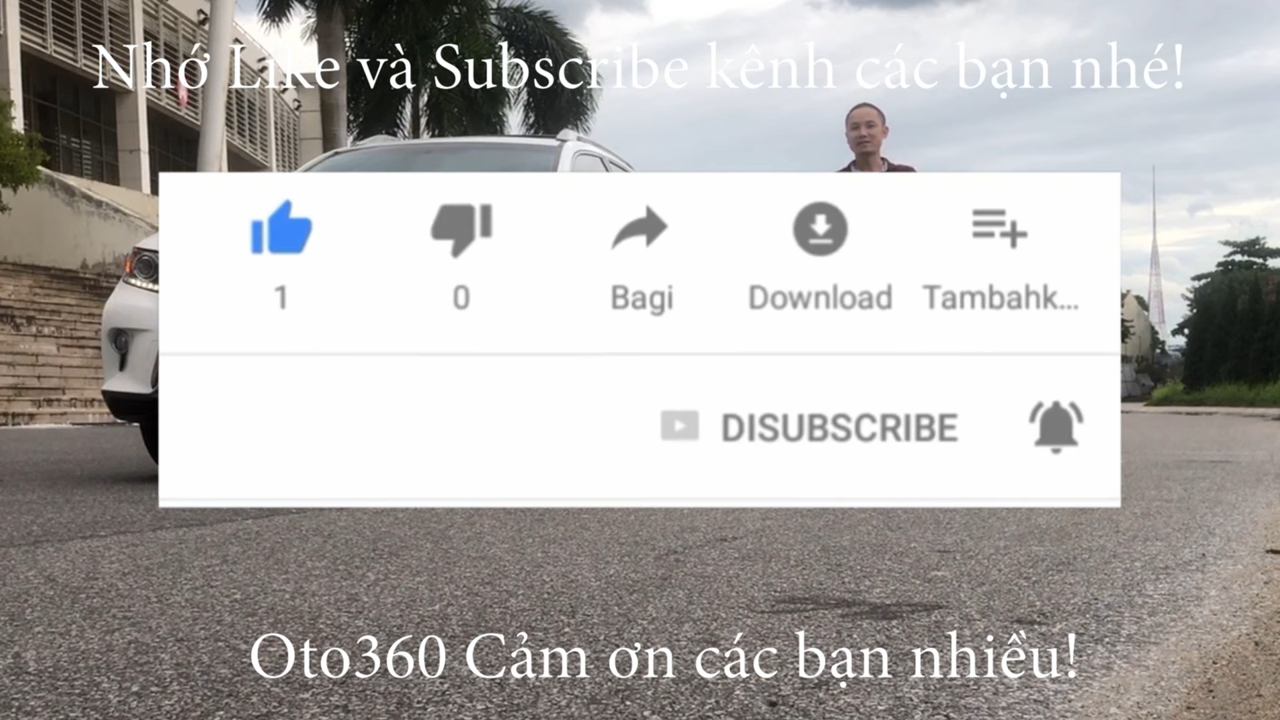 Nhớ Like và Subscribe kênh các bạn nhé!
1 0 Bagi Download Tambahk...
DISUBSCRIBE
Oto360 Cảm ơn các bạn nhiều!